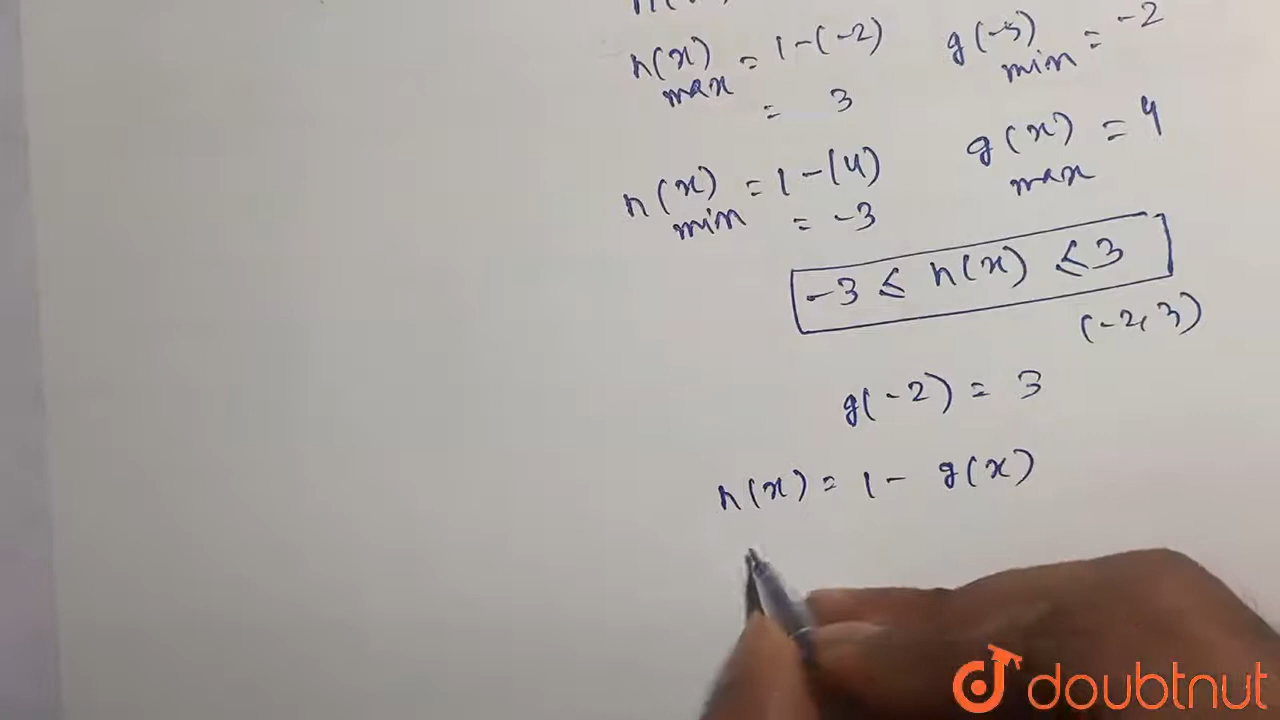 h(x) max = 1-(-2)
= 3
g(-5) min = -2
h(x) min = 1-(4)
= -3
g(x) max = 4
-3 ≤ h(x) ≤ 3
(-2, 3)
g(-2) = 3
h(x) = 1 - g(x)
doubtnut